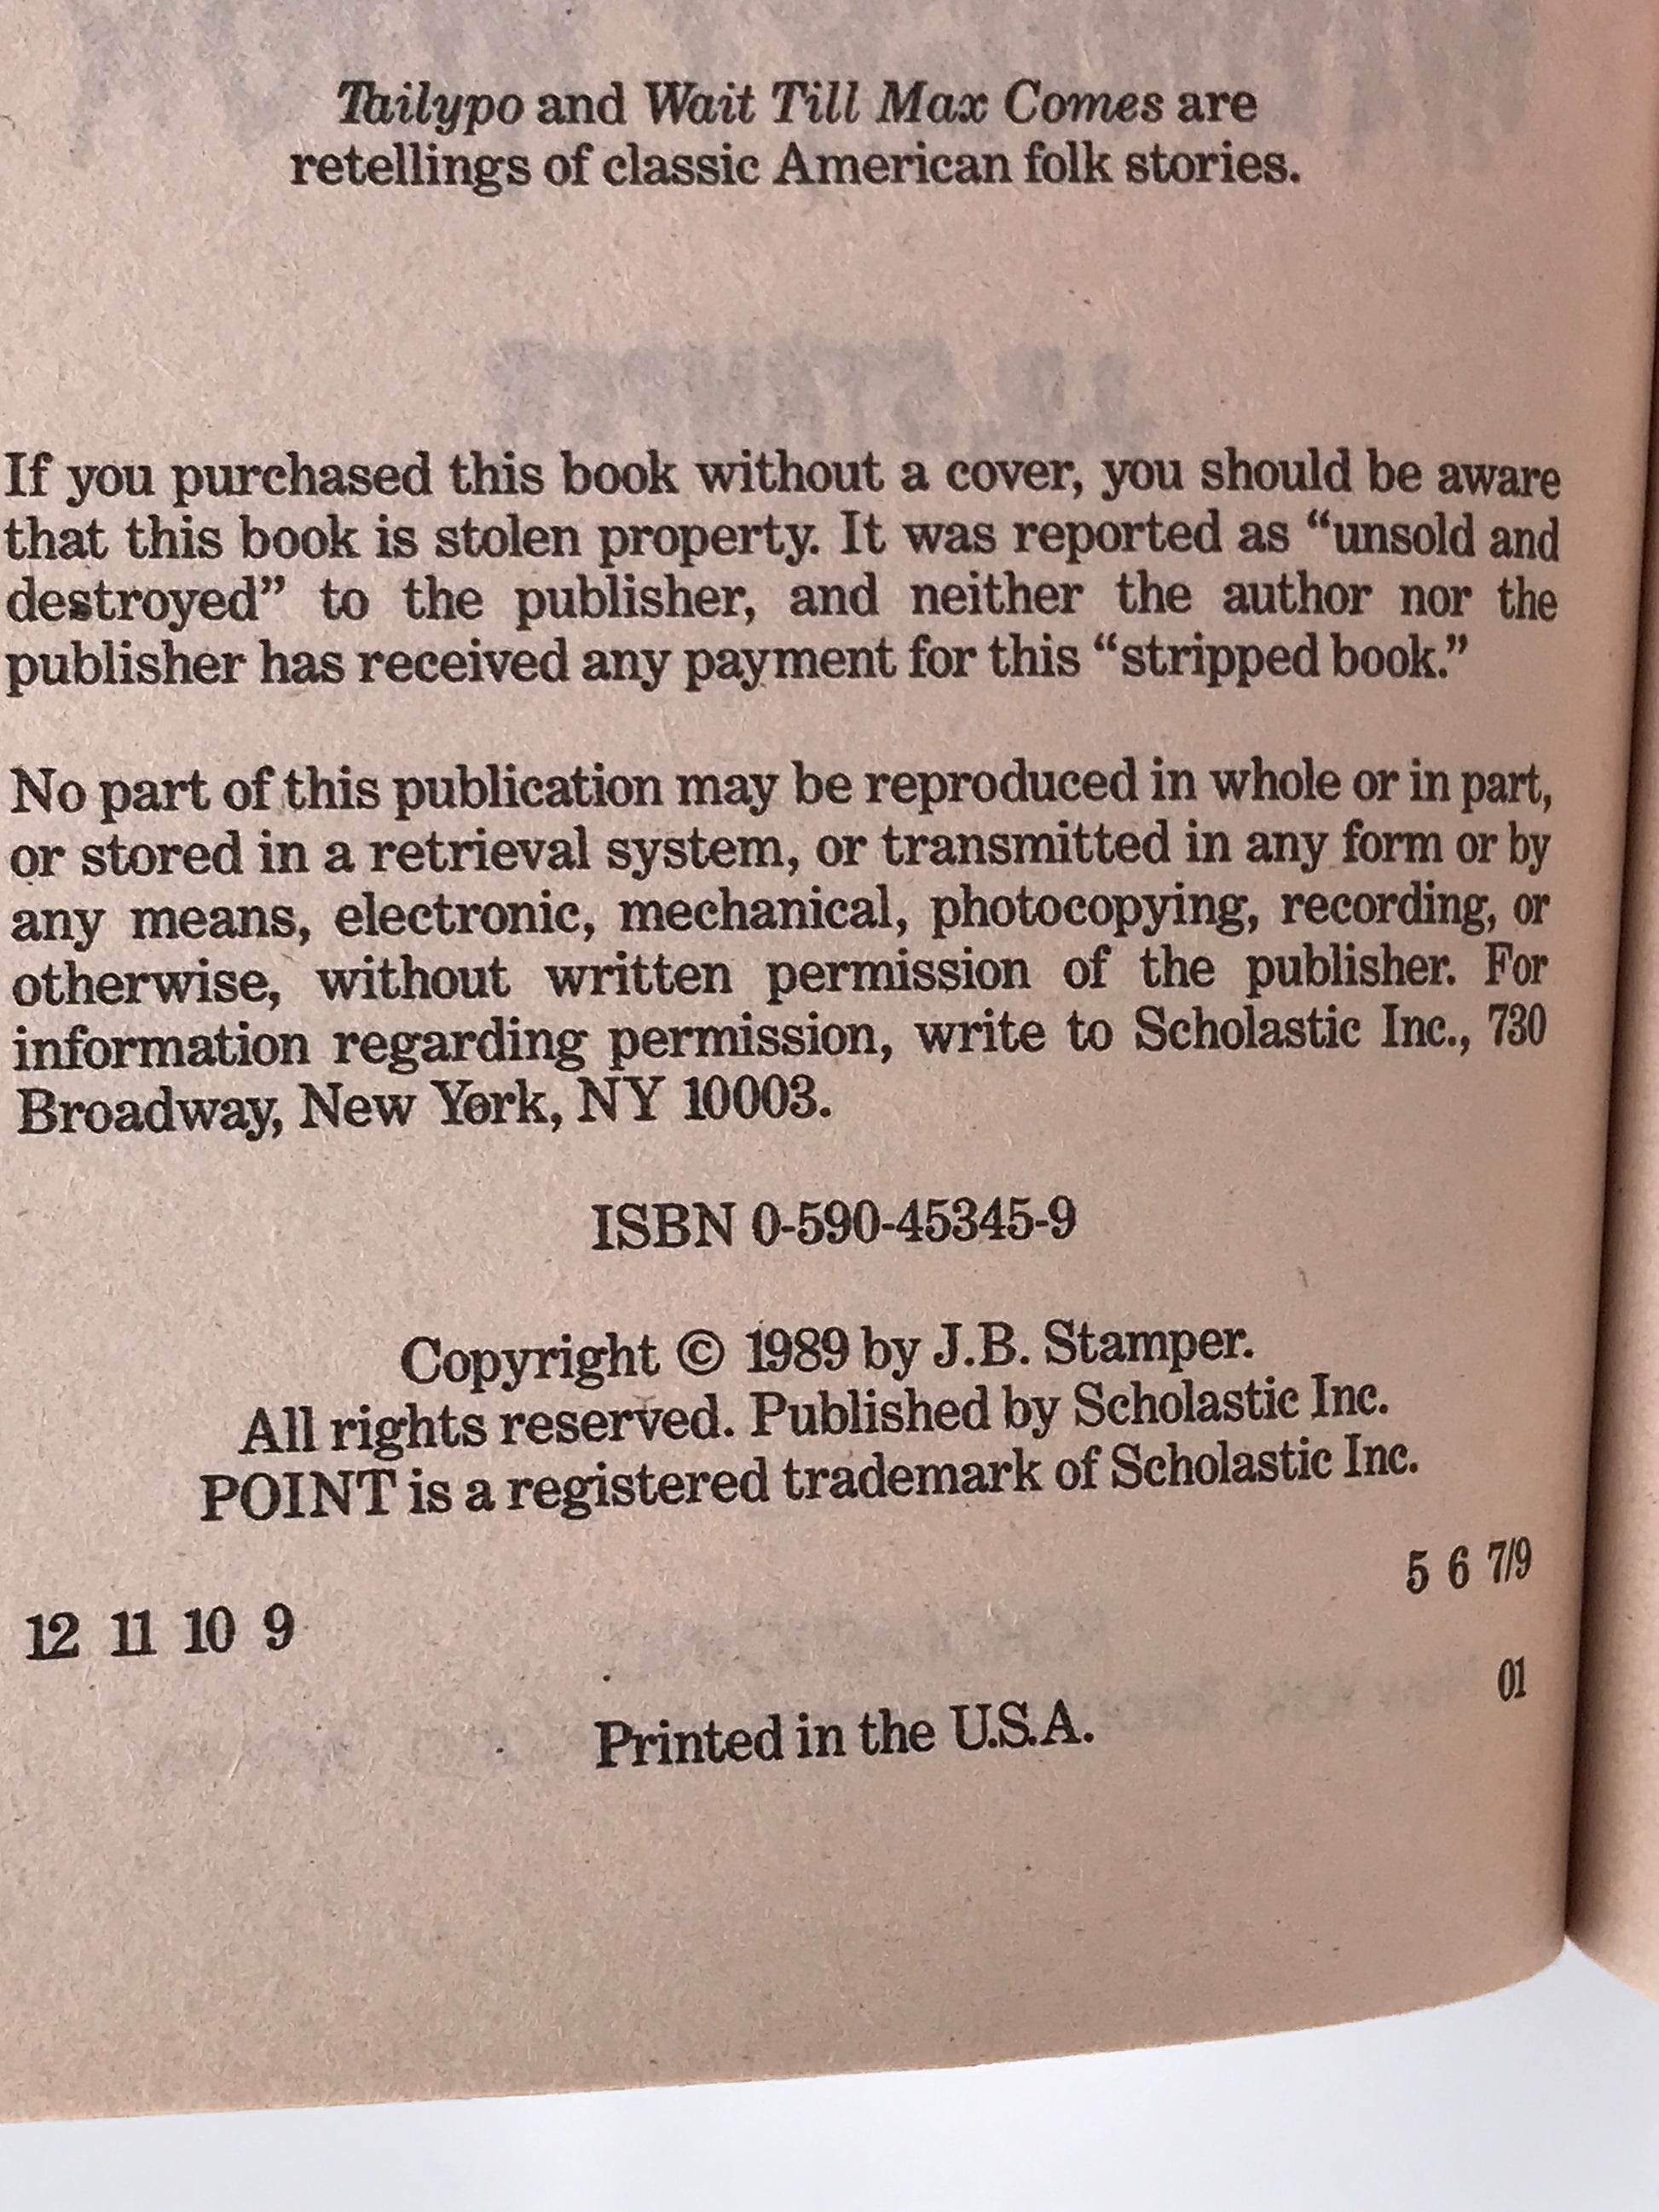 Tailypo and Wait Till Max Comes are
retellings of classic American folk stories.
If you purchased this book without a cover, you should be aware
that this book is stolen property. It was reported as “unsold and
destroyed” to the publisher, and neither the author nor the
publisher has received any payment for this “stripped book.”
No part of this publication may be reproduced in whole or in part,
or stored in a retrieval system, or transmitted in any form or by
any means, electronic, mechanical, photocopying, recording, or
otherwise, without written permission of the publisher. For
information regarding permission, write to Scholastic Inc., 730
Broadway, New York, NY 10003.
ISBN 0-590-45345-9
Copyright © 1989 by J.B. Stamper.
All rights reserved. Published by Scholastic Inc.
POINT is a registered trademark of Scholastic Inc.
12 11 10 9 5 6 7/9
01
Printed in the U.S.A.